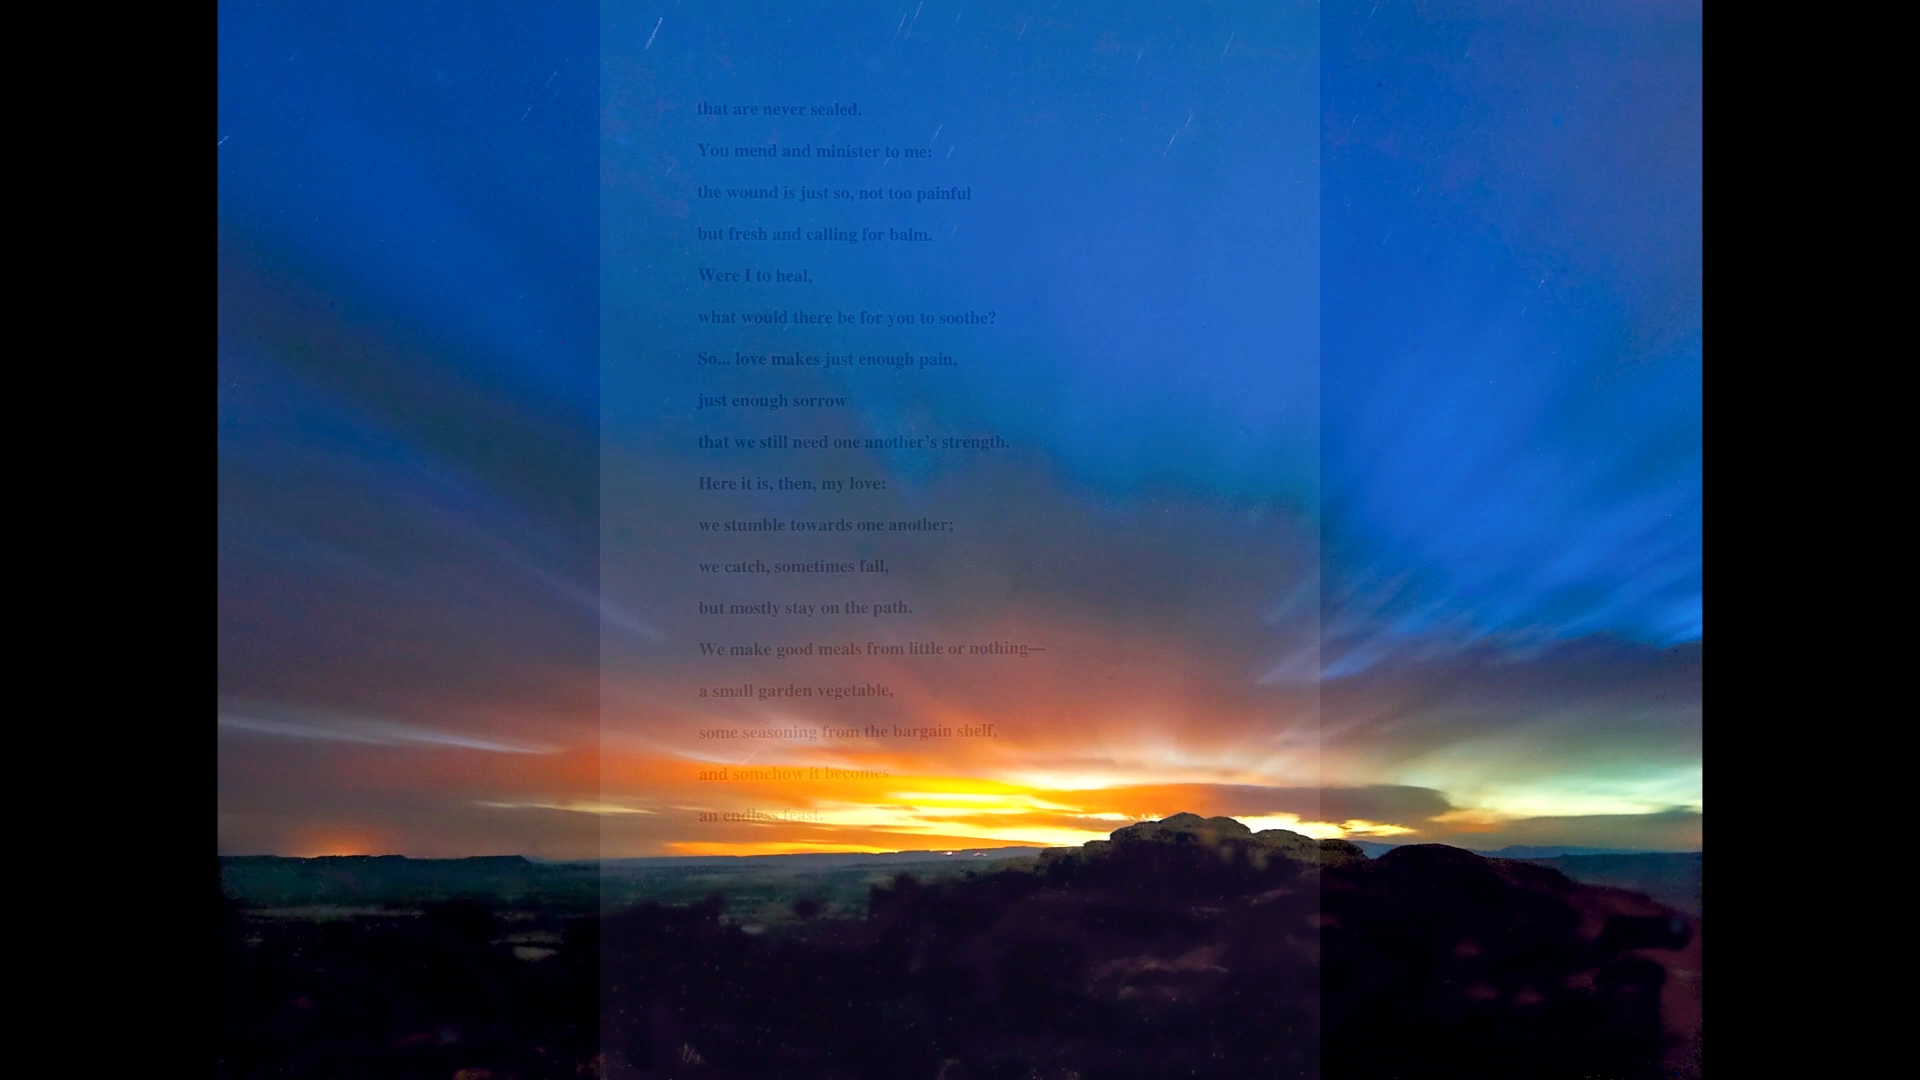 that are never sealed.
You mend and minister to me:
the wound is just so, not too painful
but fresh and calling for balm.
Were I to heal,
what would there be for you to soothe?
So... love makes just enough pain,
just enough sorrow
that we still need one another’s strength.
Here it is, then, my love:
we stumble towards one another;
we catch, sometimes fall,
but mostly stay on the path.
We make good meals from little or nothing—
a small garden vegetable,
some seasoning from the bargain shelf,
and somehow it becomes
an endless feast.